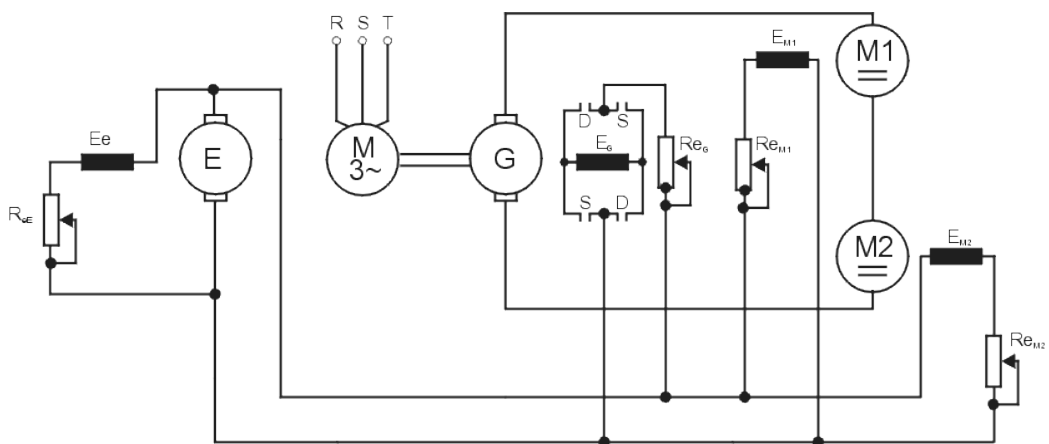 R S T
M1
E_M1
D S
Ee
E
M
3~
G
E_G
Re_G
Re_M1
R_eE
S D
M2
E_M2
Re_M2